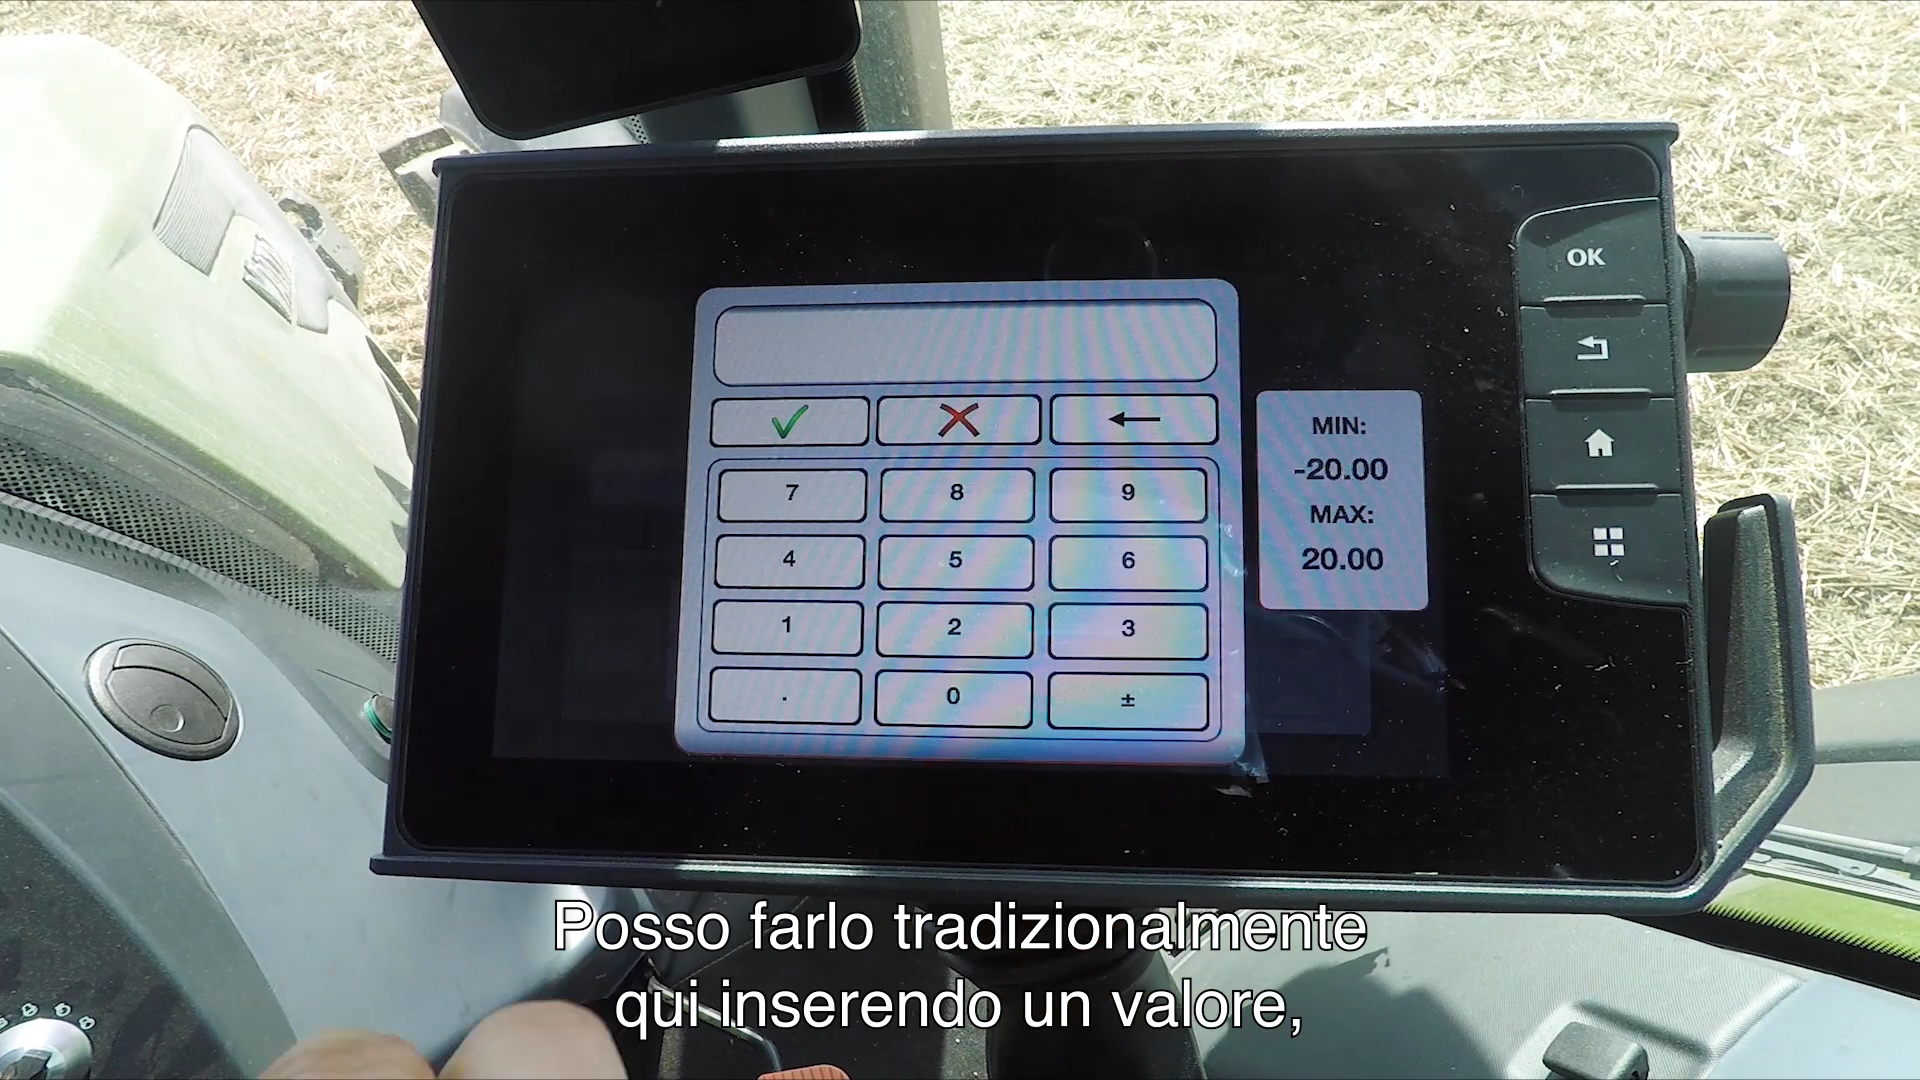 OK
MIN:
-20.00
MAX:
20.00
7 8 9
4 5 6
1 2 3
. 0 ±
Posso farlo tradizionalmente
qui inserendo un valore,